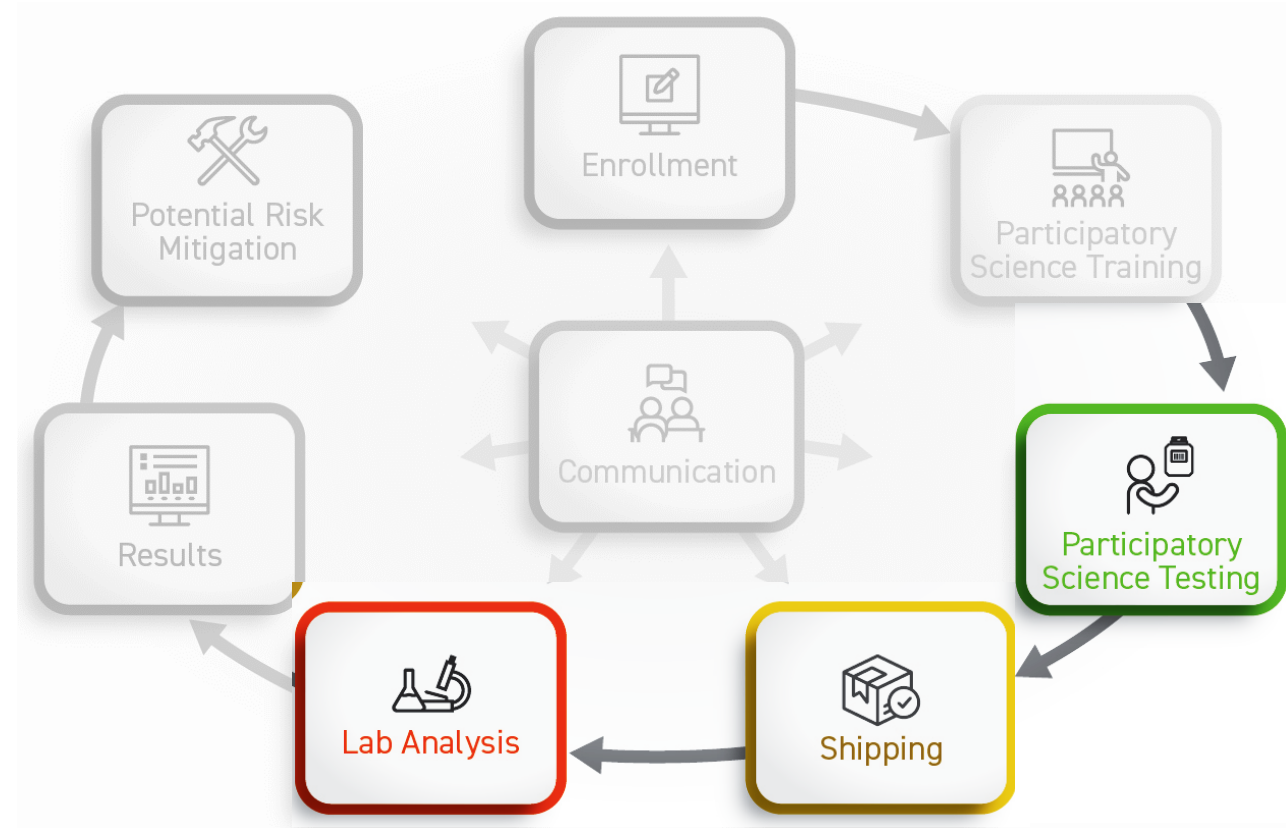 Enrollment
Participatory
Science Training
Participatory
Science Testing
Shipping
Lab Analysis
Results
Potential Risk
Mitigation
Communication